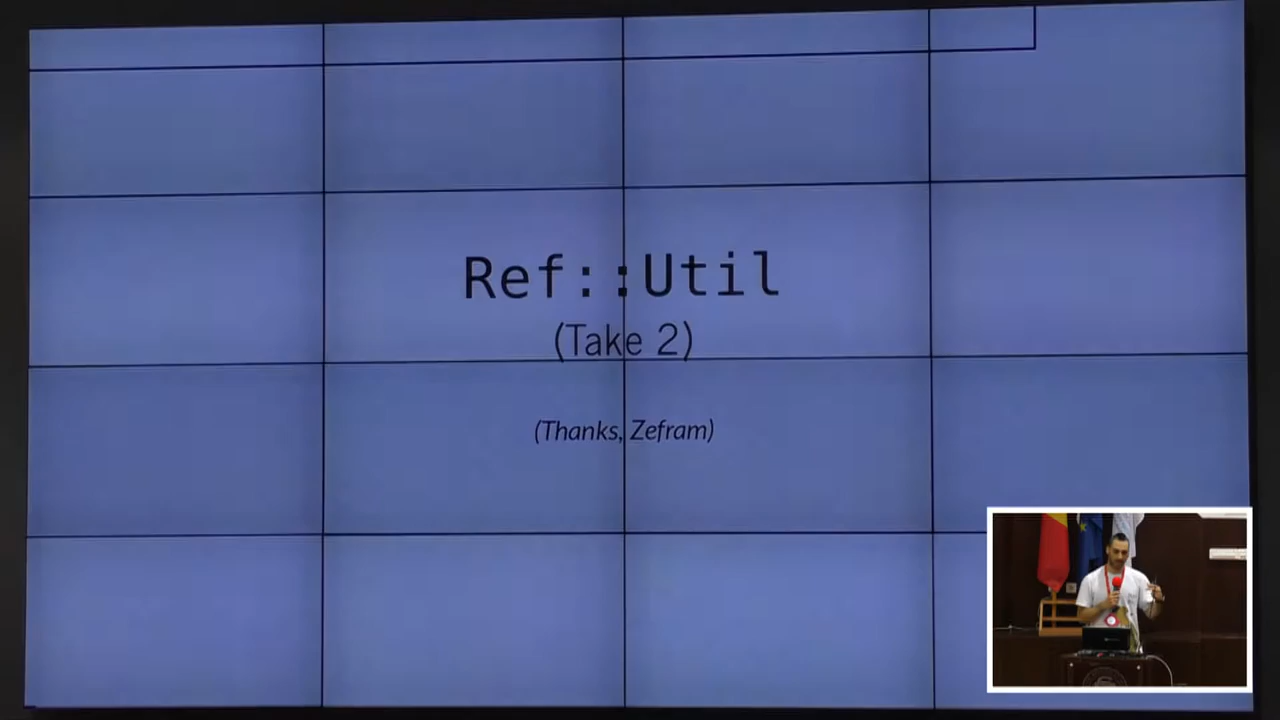 Ref::Util
(Take 2)
(Thanks, Zefram)